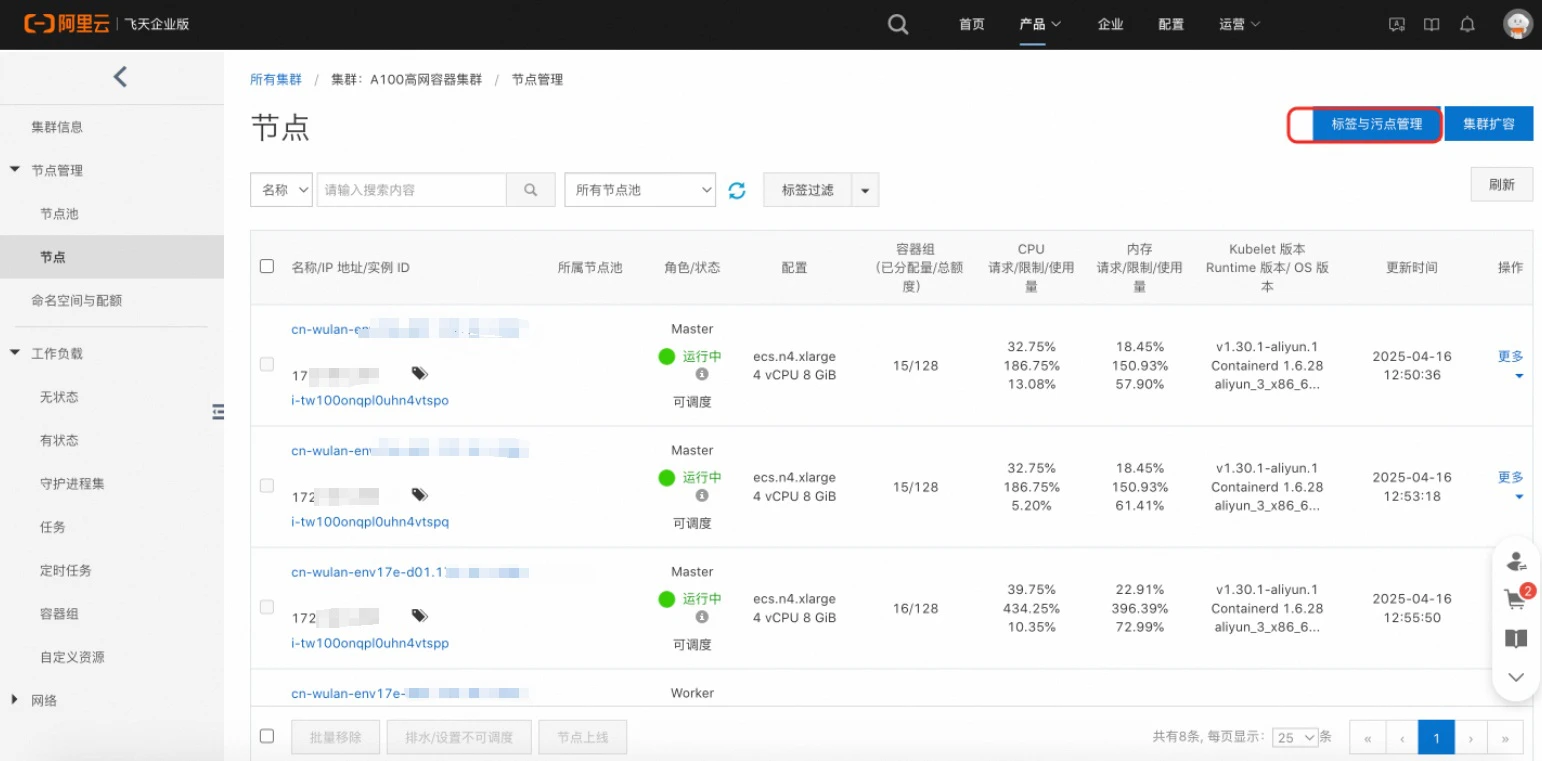 阿里云 飞天企业版 首页 产品 企业 配置 运营
所有集群 / 集群：A100高网容器集群 / 节点管理
集群信息
节点管理
节点池
节点
命名空间与配额
工作负载
无状态
有状态
守护进程集
任务
定时任务
容器组
自定义资源
网络
节点
标签与污点管理 集群扩容
名称 请输入搜索内容 所有节点池 标签过滤 刷新
名称/IP 地址/实例 ID 所属节点池 角色/状态 配置 容器组（已分配量/总额度） CPU 请求/限制/使用量 内存 请求/限制/使用量 Kubelet 版本 Runtime 版本/ OS 版本 更新时间 操作
cn-wulan-en
17
i-tw100onqpl0uhn4vtspo
Master
运行中
可调度
ecs.n4.xlarge
4 vCPU 8 GiB
15/128
32.75%
186.75%
13.08%
18.45%
150.93%
57.90%
v1.30.1-aliyun.1
Containerd 1.6.28
aliyun_3_x86_6...
2025-04-16
12:50:36
更多
cn-wulan-env
172
i-tw100onqpl0uhn4vtspq
Master
运行中
可调度
ecs.n4.xlarge
4 vCPU 8 GiB
15/128
32.75%
186.75%
5.20%
18.45%
150.93%
61.41%
v1.30.1-aliyun.1
Containerd 1.6.28
aliyun_3_x86_6...
2025-04-16
12:53:18
更多
cn-wulan-env17e-d01.1
172
i-tw100onqpl0uhn4vtspp
Master
运行中
可调度
ecs.n4.xlarge
4 vCPU 8 GiB
16/128
39.75%
434.25%
10.35%
22.91%
396.39%
72.99%
v1.30.1-aliyun.1
Containerd 1.6.28
aliyun_3_x86_6...
2025-04-16
12:55:50
2
cn-wulan-env17e-
Worker
批量移除 排水/设置不可调度 节点上线
共有8条, 每页显示: 25 条 « ‹ 1 › »